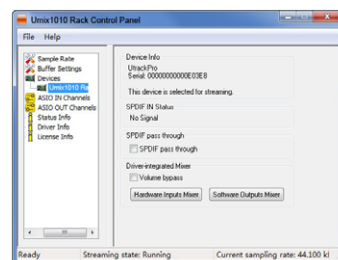 Umix1010 Rack Control Panel
File Help
Sample Rate
Buffer Settings
Devices
Umix1010 Ra
ASIO IN Channels
ASIO OUT Channels
Status Info
Driver Info
License Info
Device Info
UtrackPro
Serial: 00000000000E03E8
This device is selected for streaming.
SPDIF IN Status
No Signal
SPDIF pass through
SPDIF pass through
Driver-integrated Mixer
Volume bypass
Hardware Inputs Mixer Software Outputs Mixer
Ready Streaming state: Running Current sampling rate: 44.100 kl